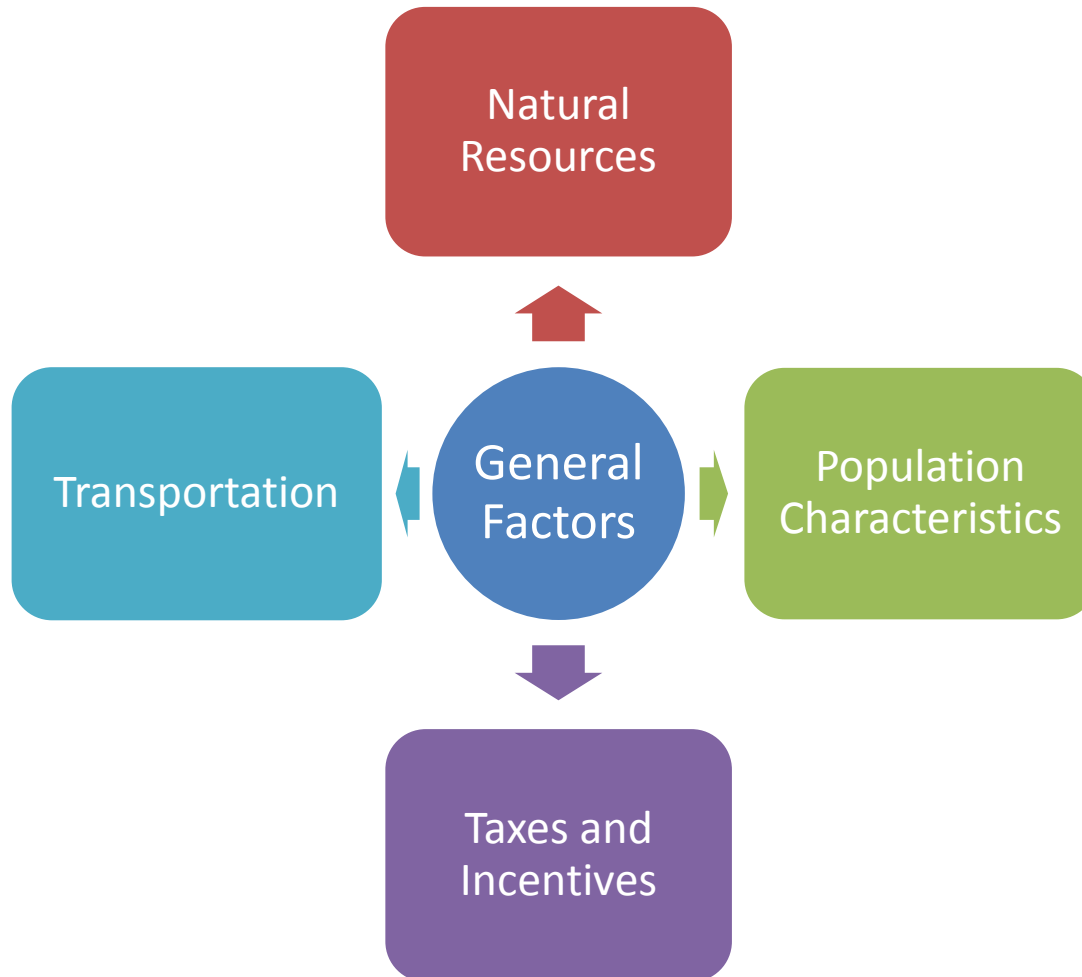 Natural
Resources
Transportation
General
Factors
Population
Characteristics
Taxes and
Incentives